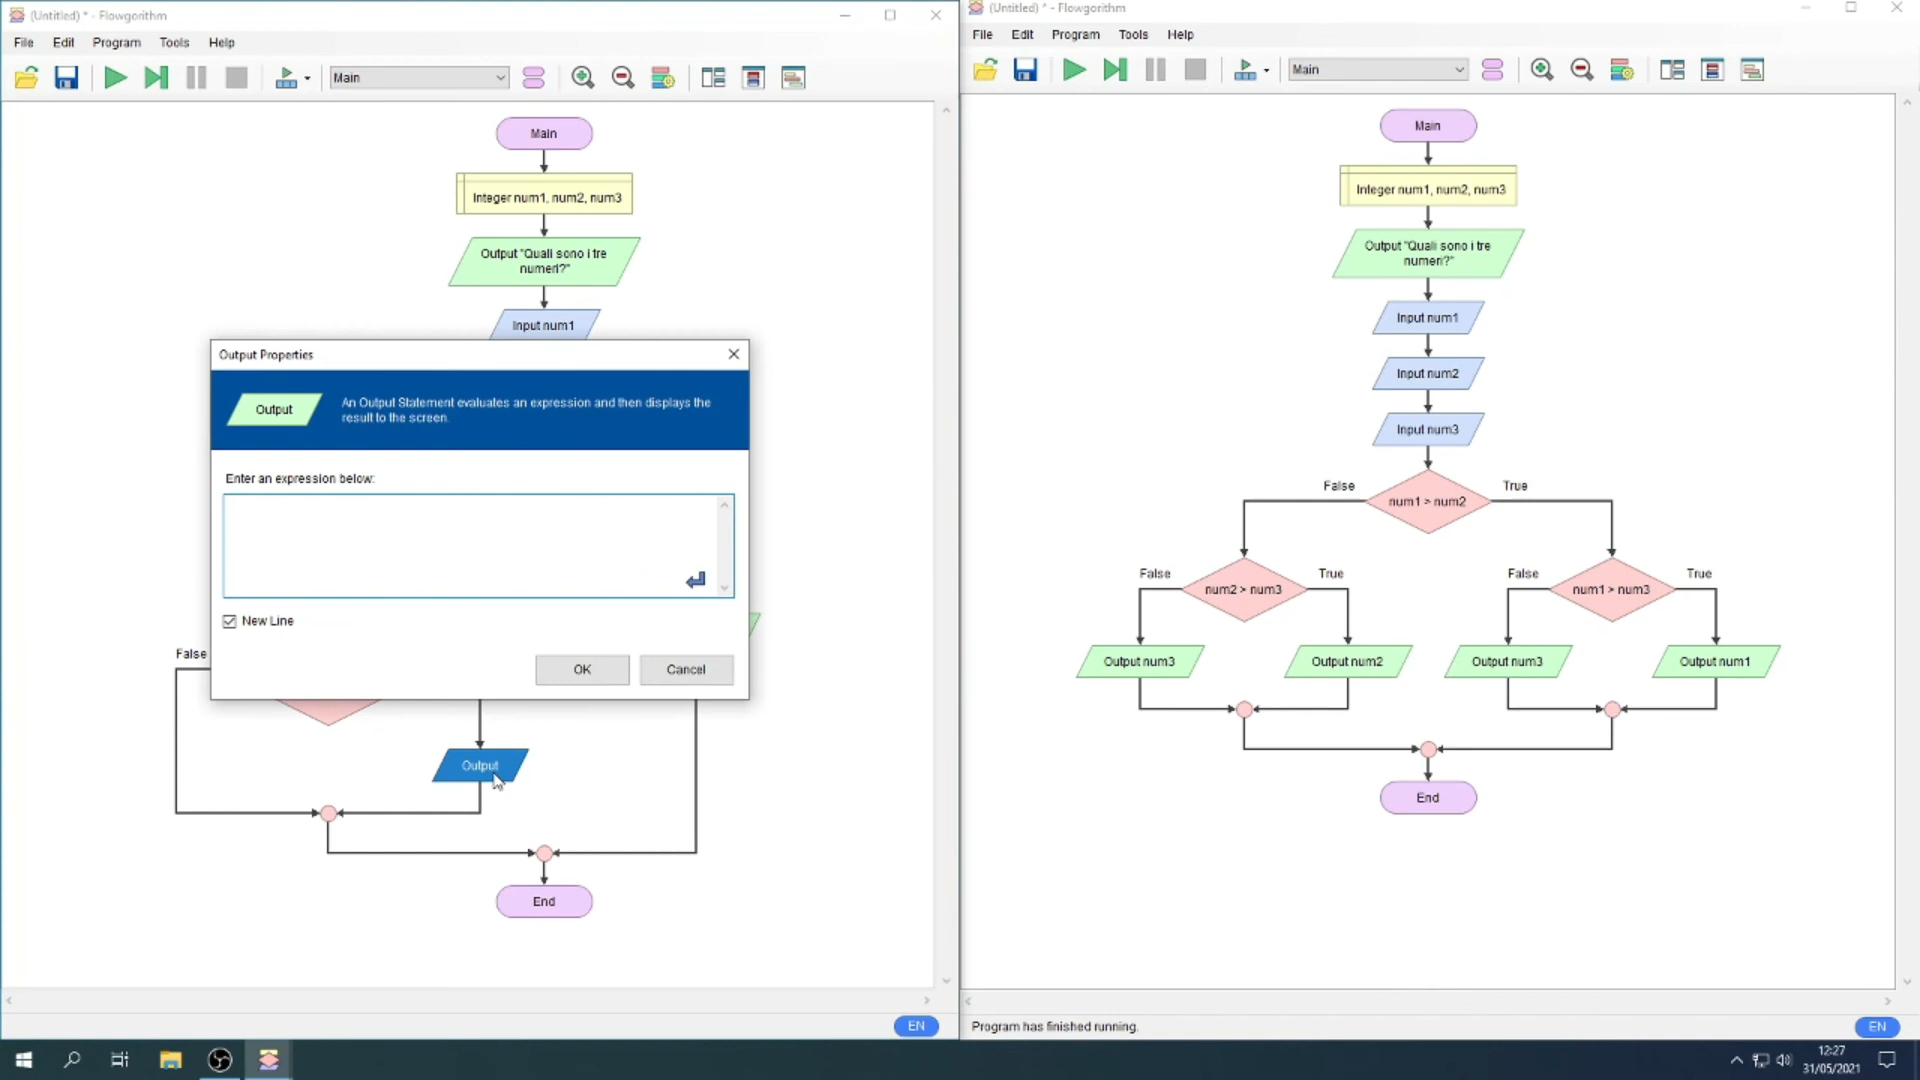 (Untitled) * - Flowgorithm
File Edit Program Tools Help
Main
Main
Integer num1, num2, num3
Output "Quali sono i tre
numeri?"
Input num1
Output Properties
Output
An Output Statement evaluates an expression and then displays the
result to the screen.
Enter an expression below:
New Line
OK
Cancel
False
Output
End
EN
(Untitled) * - Flowgorithm
File Edit Program Tools Help
Main
Main
Integer num1, num2, num3
Output "Quali sono i tre
numeri?"
Input num1
Input num2
Input num3
False
num1 > num2
True
False
num2 > num3
True
False
num1 > num3
True
Output num3
Output num2
Output num3
Output num1
End
Program has finished running.
EN
12:27
31/05/2021